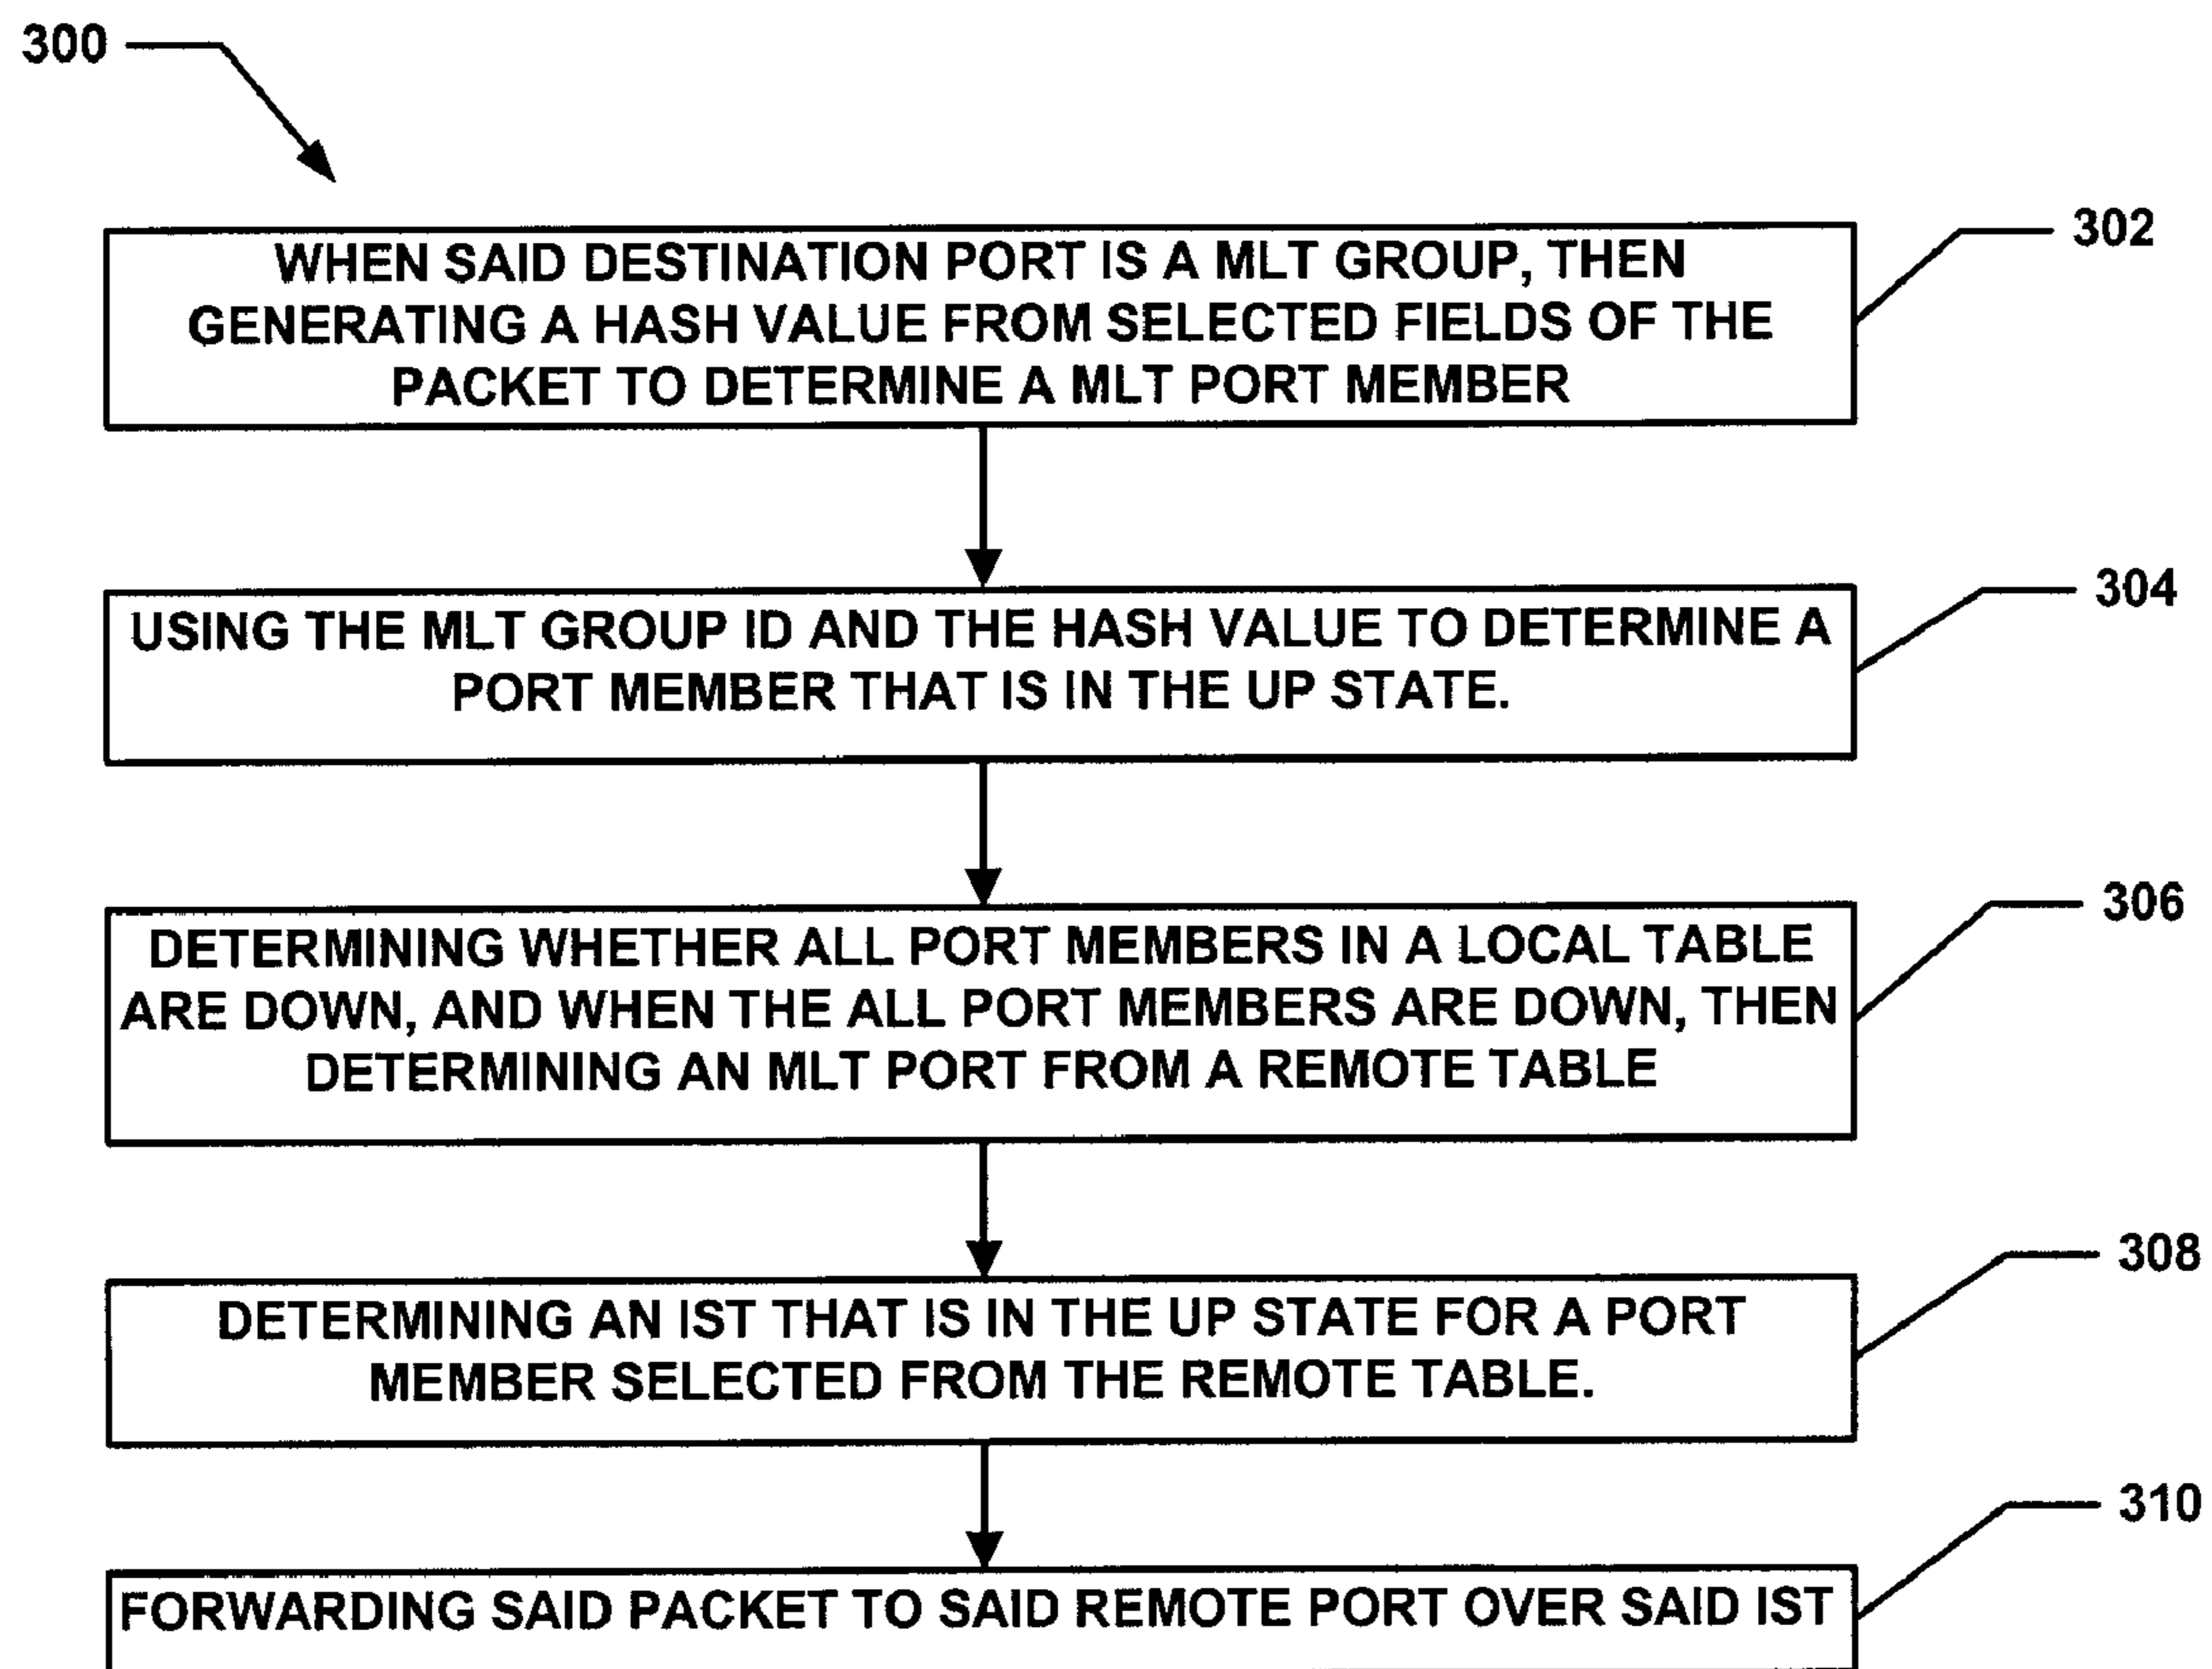 300
302
WHEN SAID DESTINATION PORT IS A MLT GROUP, THEN
GENERATING A HASH VALUE FROM SELECTED FIELDS OF THE
PACKET TO DETERMINE A MLT PORT MEMBER
304
USING THE MLT GROUP ID AND THE HASH VALUE TO DETERMINE A
PORT MEMBER THAT IS IN THE UP STATE.
306
DETERMINING WHETHER ALL PORT MEMBERS IN A LOCAL TABLE
ARE DOWN, AND WHEN THE ALL PORT MEMBERS ARE DOWN, THEN
DETERMINING AN MLT PORT FROM A REMOTE TABLE
308
DETERMINING AN IST THAT IS IN THE UP STATE FOR A PORT
MEMBER SELECTED FROM THE REMOTE TABLE.
310
FORWARDING SAID PACKET TO SAID REMOTE PORT OVER SAID IST